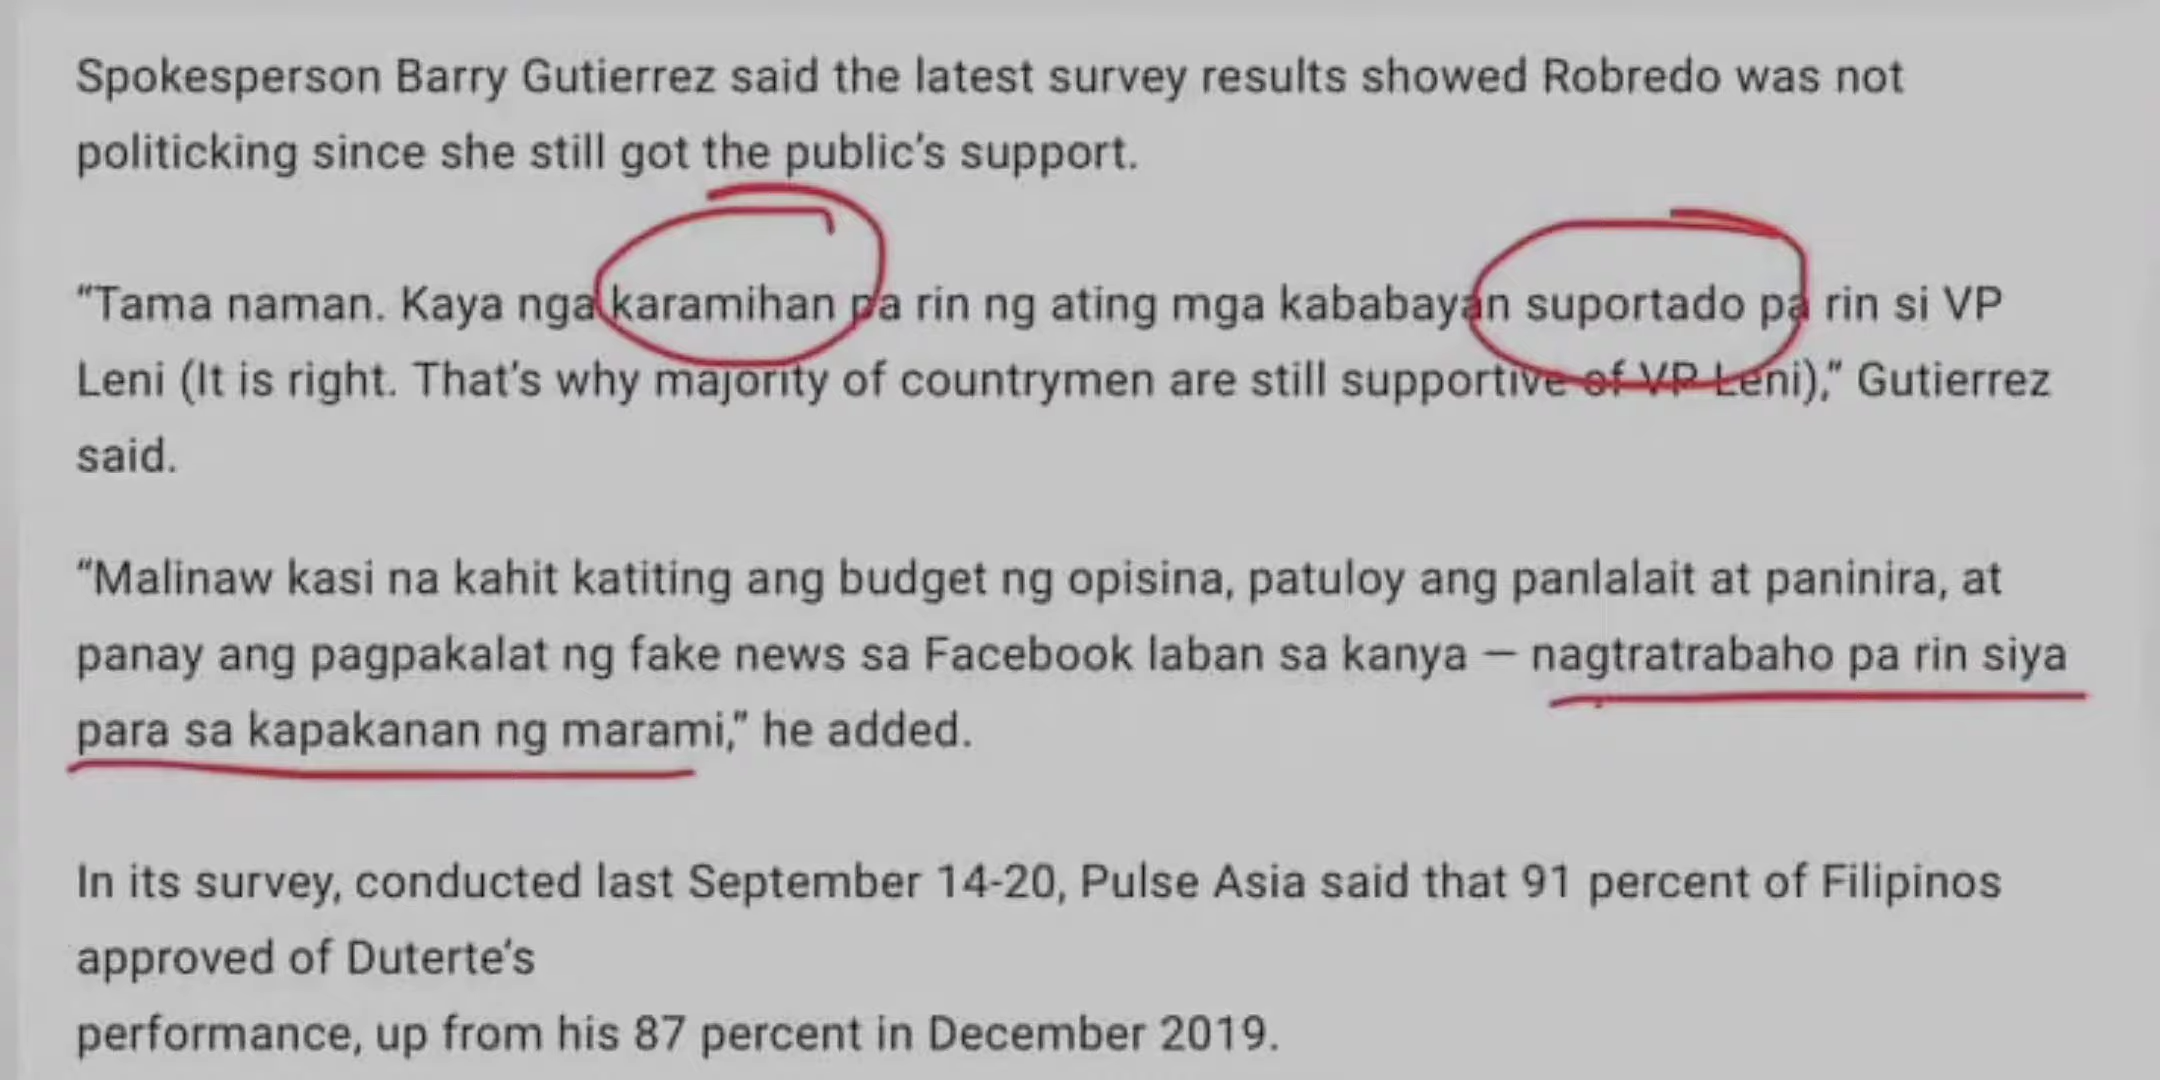 Spokesperson Barry Gutierrez said the latest survey results showed Robredo was not
politicking since she still got the public's support.
“Tama naman. Kaya nga karamihan pa rin ng ating mga kababayan suportado pa rin si VP
Leni (It is right. That's why majority of countrymen are still supportive of VP Leni),” Gutierrez
said.
“Malinaw kasi na kahit katiting ang budget ng opisina, patuloy ang panlalait at paninira, at
panay ang pagpakalat ng fake news sa Facebook laban sa kanya — nagtratrabaho pa rin siya
para sa kapakanan ng marami,” he added.
In its survey, conducted last September 14-20, Pulse Asia said that 91 percent of Filipinos
approved of Duterte's
performance, up from his 87 percent in December 2019.